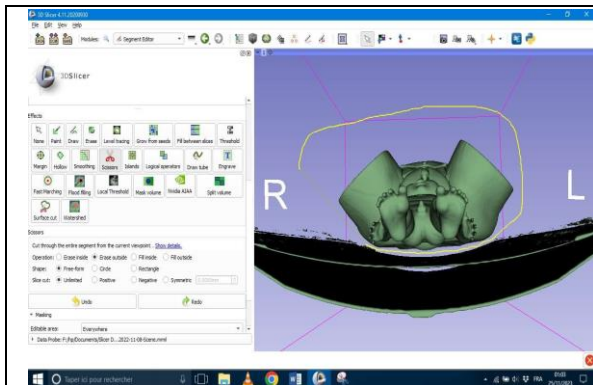 3D Slicer 4.11.20200930
File Edit View Help
Modules: Segment Editor
3DSlicer
Effects
None Paint Draw Erase Level tracing Grow from seeds Fill between slices Threshold
Margin Hollow Smoothing Scissors Islands Logical operators Draw tube Engrave
Fast Marching Flood filling Local Threshold Mask volume Nvidia AIAA Split volume
Surface cut Watershed
Scissors
Cut through the entire segment from the current viewpoint. Show details.
Operation: Erase inside Erase outside Fill inside Fill outside
Shape: Free-form Circle Rectangle
Slice cut: Unlimited Positive Negative Symmetric
Undo Redo
Masking
Editable area: Everywhere
Data Probe:
R L
1
Taper ici pour rechercher
FRA